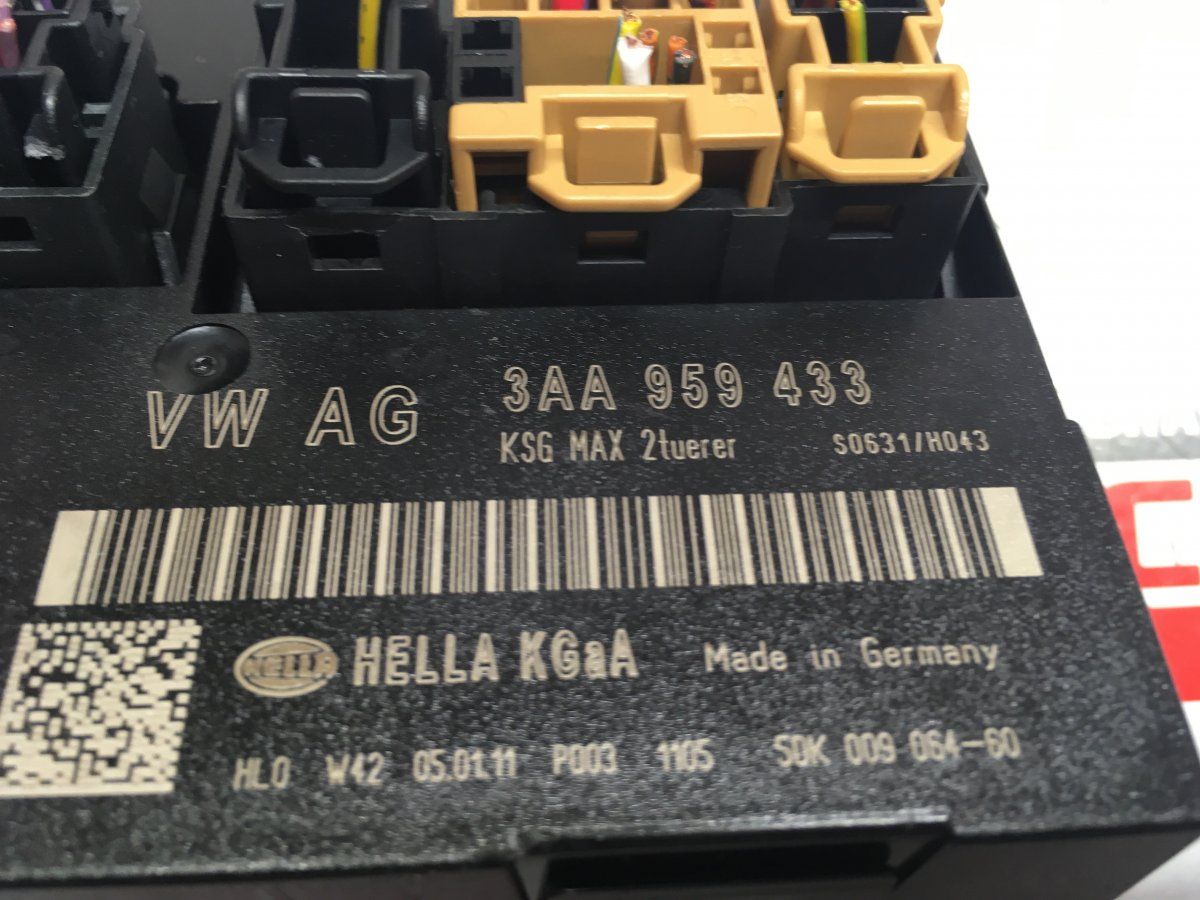 VW AG 3AA 959 433
KSG MAX 2tuerer S0631/H043
HELLA HELLA KGaA Made in Germany
HLO W42 05.01.11 P003 1105 5DK 009 064-60